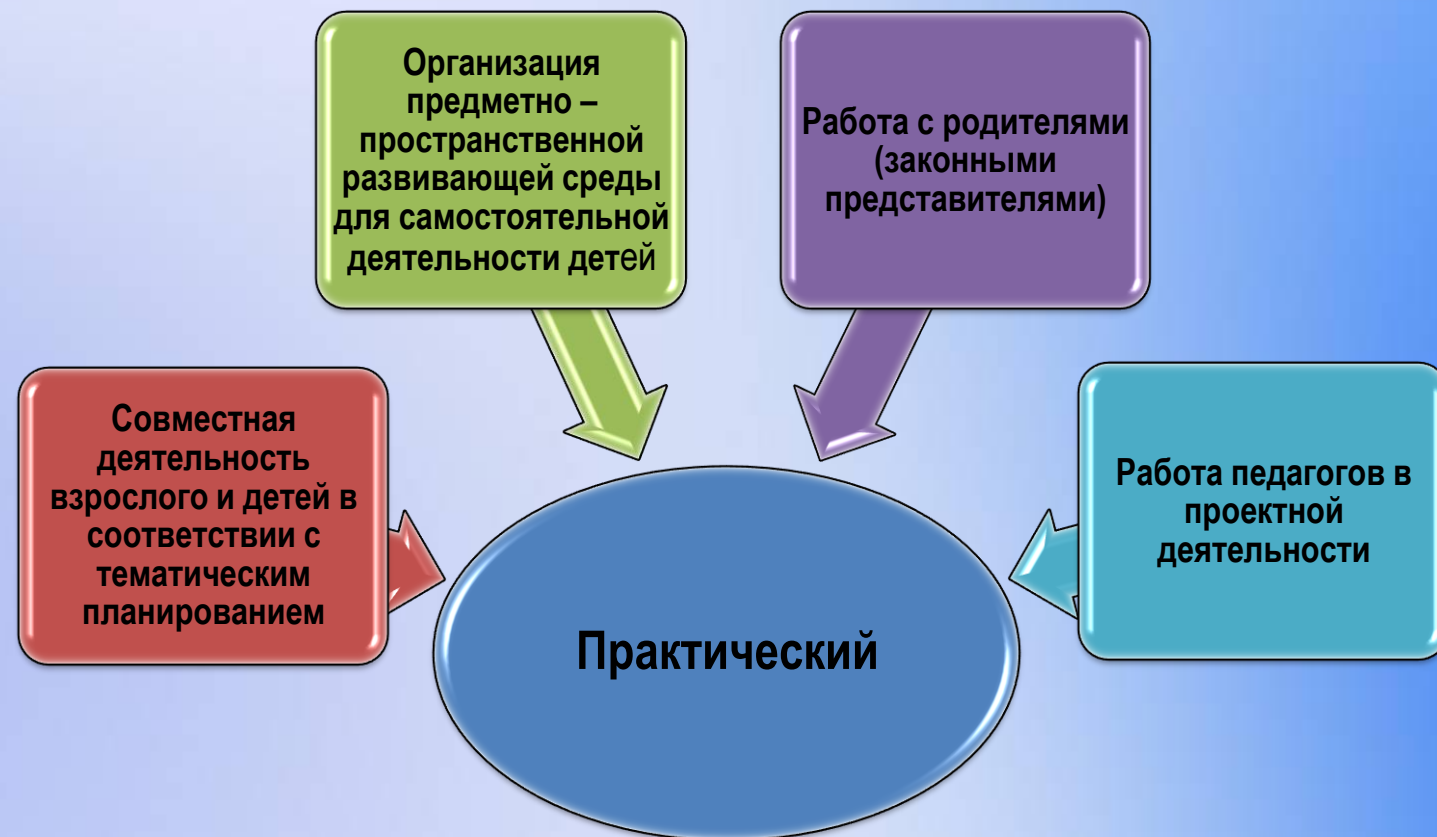 Организация
предметно –
пространственной
развивающей среды
для самостоятельной
деятельности детей
Работа с родителями
(законными
представителями)
Совместная
деятельность
взрослого и детей в
соответствии с
тематическим
планированием
Работа педагогов в
проектной
деятельности
Практический